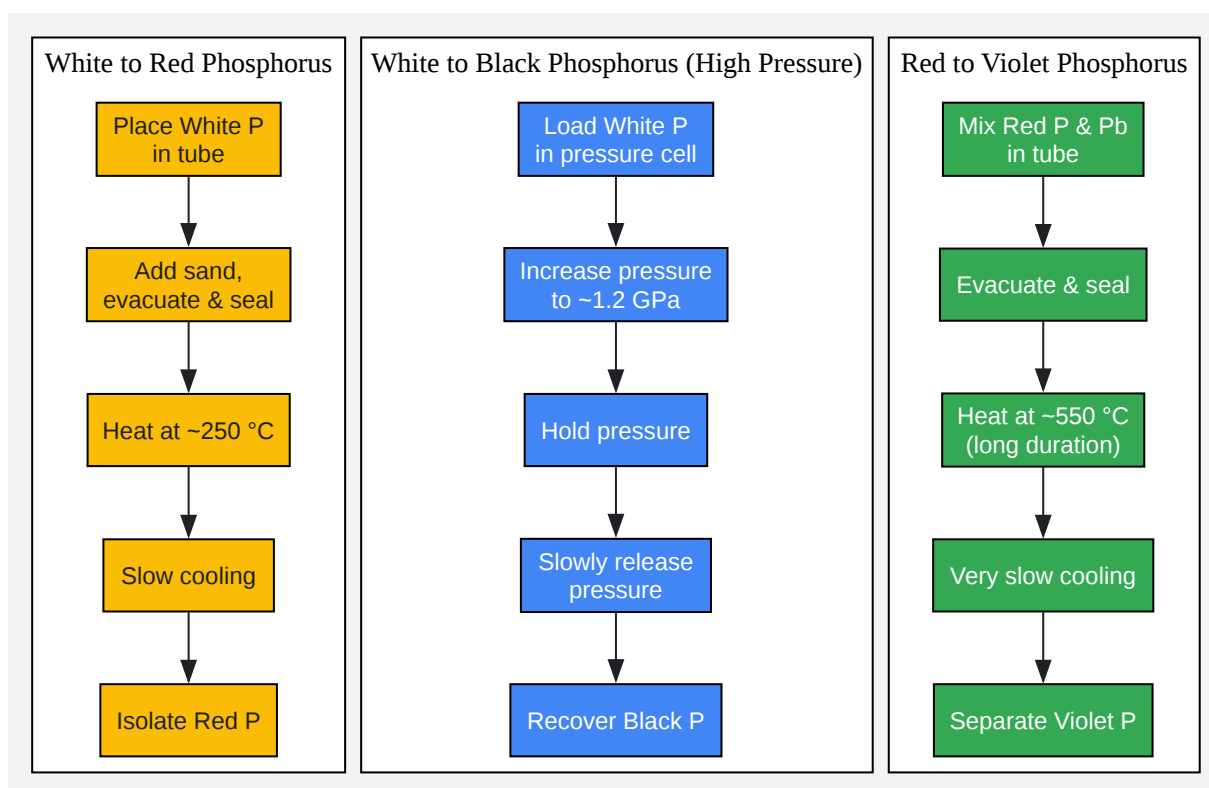 White to Red Phosphorus
Place White P
in tube
Add sand,
evacuate & seal
Heat at ~250 °C
Slow cooling
Isolate Red P
White to Black Phosphorus (High Pressure)
Load White P
in pressure cell
Increase pressure
to ~1.2 GPa
Hold pressure
Slowly release
pressure
Recover Black P
Red to Violet Phosphorus
Mix Red P & Pb
in tube
Evacuate & seal
Heat at ~550 °C
(long duration)
Very slow cooling
Separate Violet P